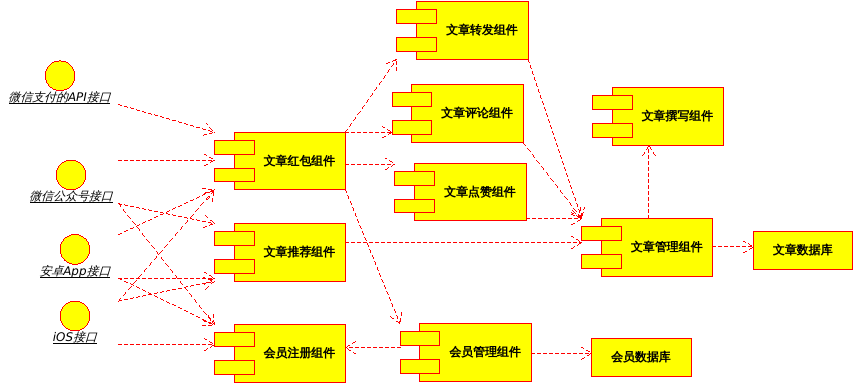 文章转发组件
微信支付的API接口
文章评论组件
文章撰写组件
文章红包组件
微信公众号接口
文章点赞组件
文章推荐组件
文章管理组件
文章数据库
安卓App接口
iOS接口
会员注册组件
会员管理组件
会员数据库